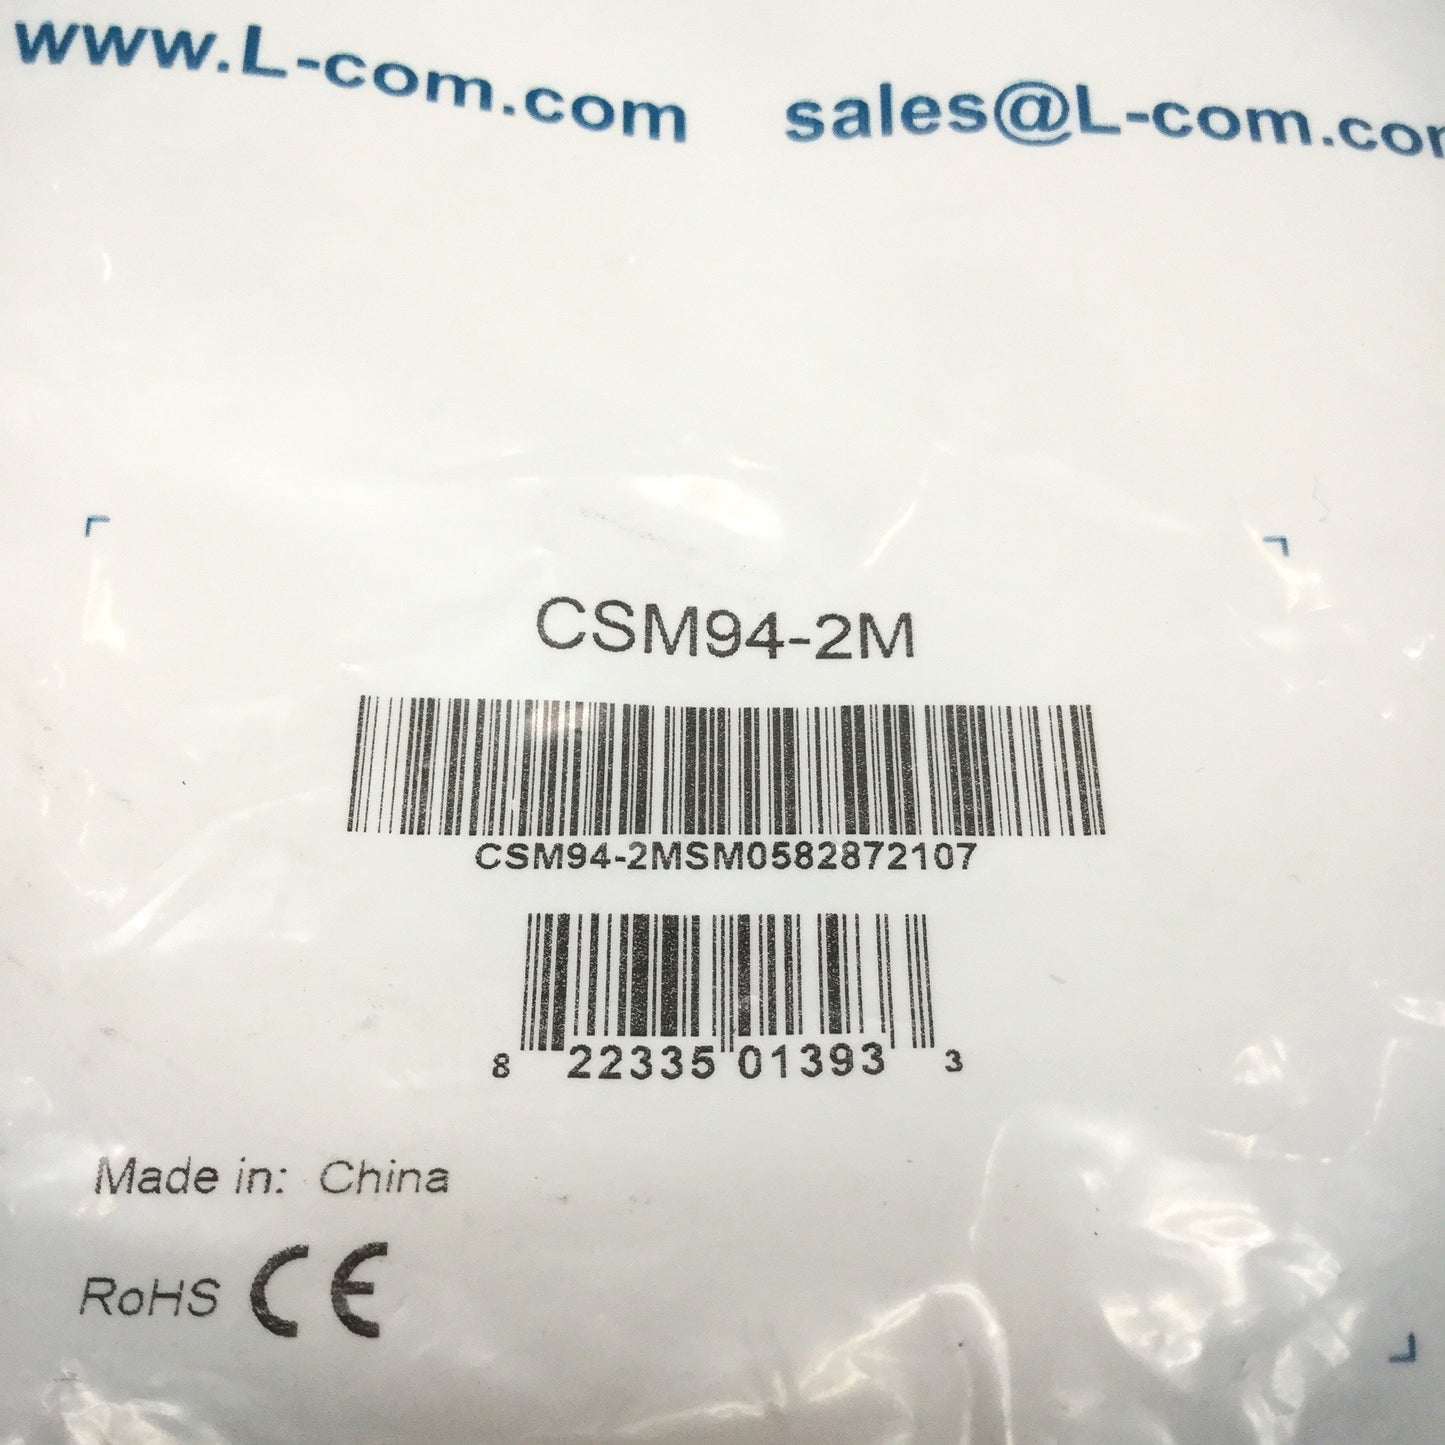 www.L-com.com sales@L-com.co
CSM94-2M
CSM94-2MSM0582872107
8 22335 01393 3
Made in: China
RoHS CE